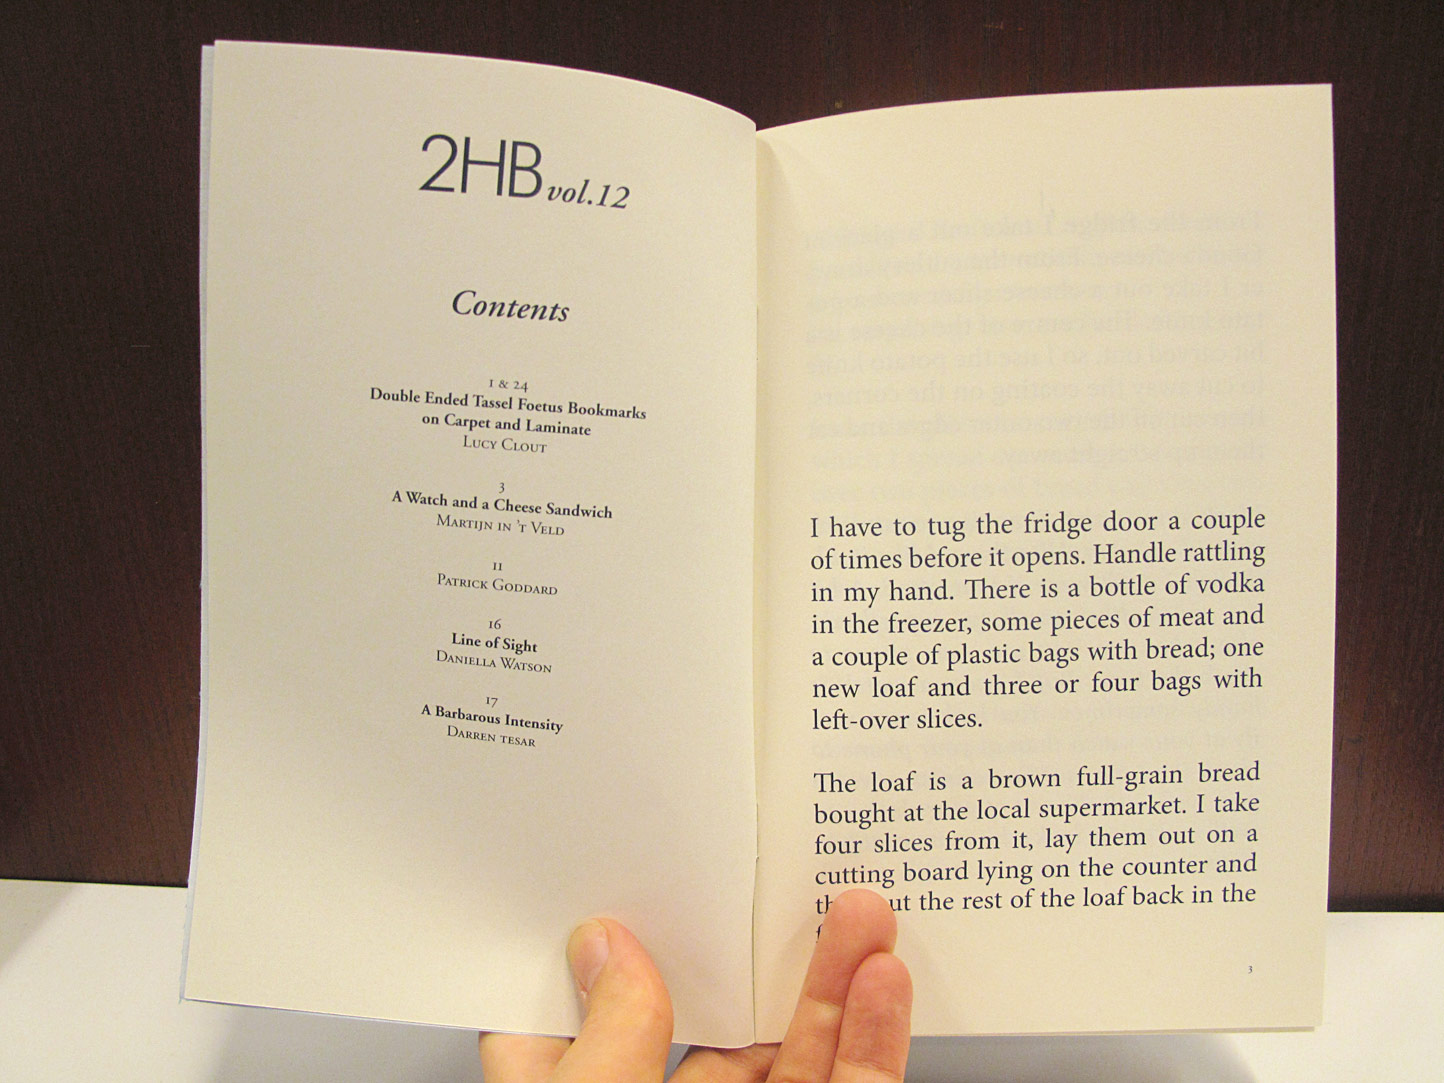 2HB vol.12
Contents
1 & 24
Double Ended Tassel Foetus Bookmarks
on Carpet and Laminate
Lucy Clout
3
A Watch and a Cheese Sandwich
Martijn in 't Veld
11
Patrick Goddard
16
Line of Sight
Daniella Watson
17
A Barbarous Intensity
Darren tesar
I have to tug the fridge door a couple
of times before it opens. Handle rattling
in my hand. There is a bottle of vodka
in the freezer, some pieces of meat and
a couple of plastic bags with bread; one
new loaf and three or four bags with
left-over slices.
The loaf is a brown full-grain bread
bought at the local supermarket. I take
four slices from it, lay them out on a
cutting board lying on the counter and
the rest of the loaf back in the
3